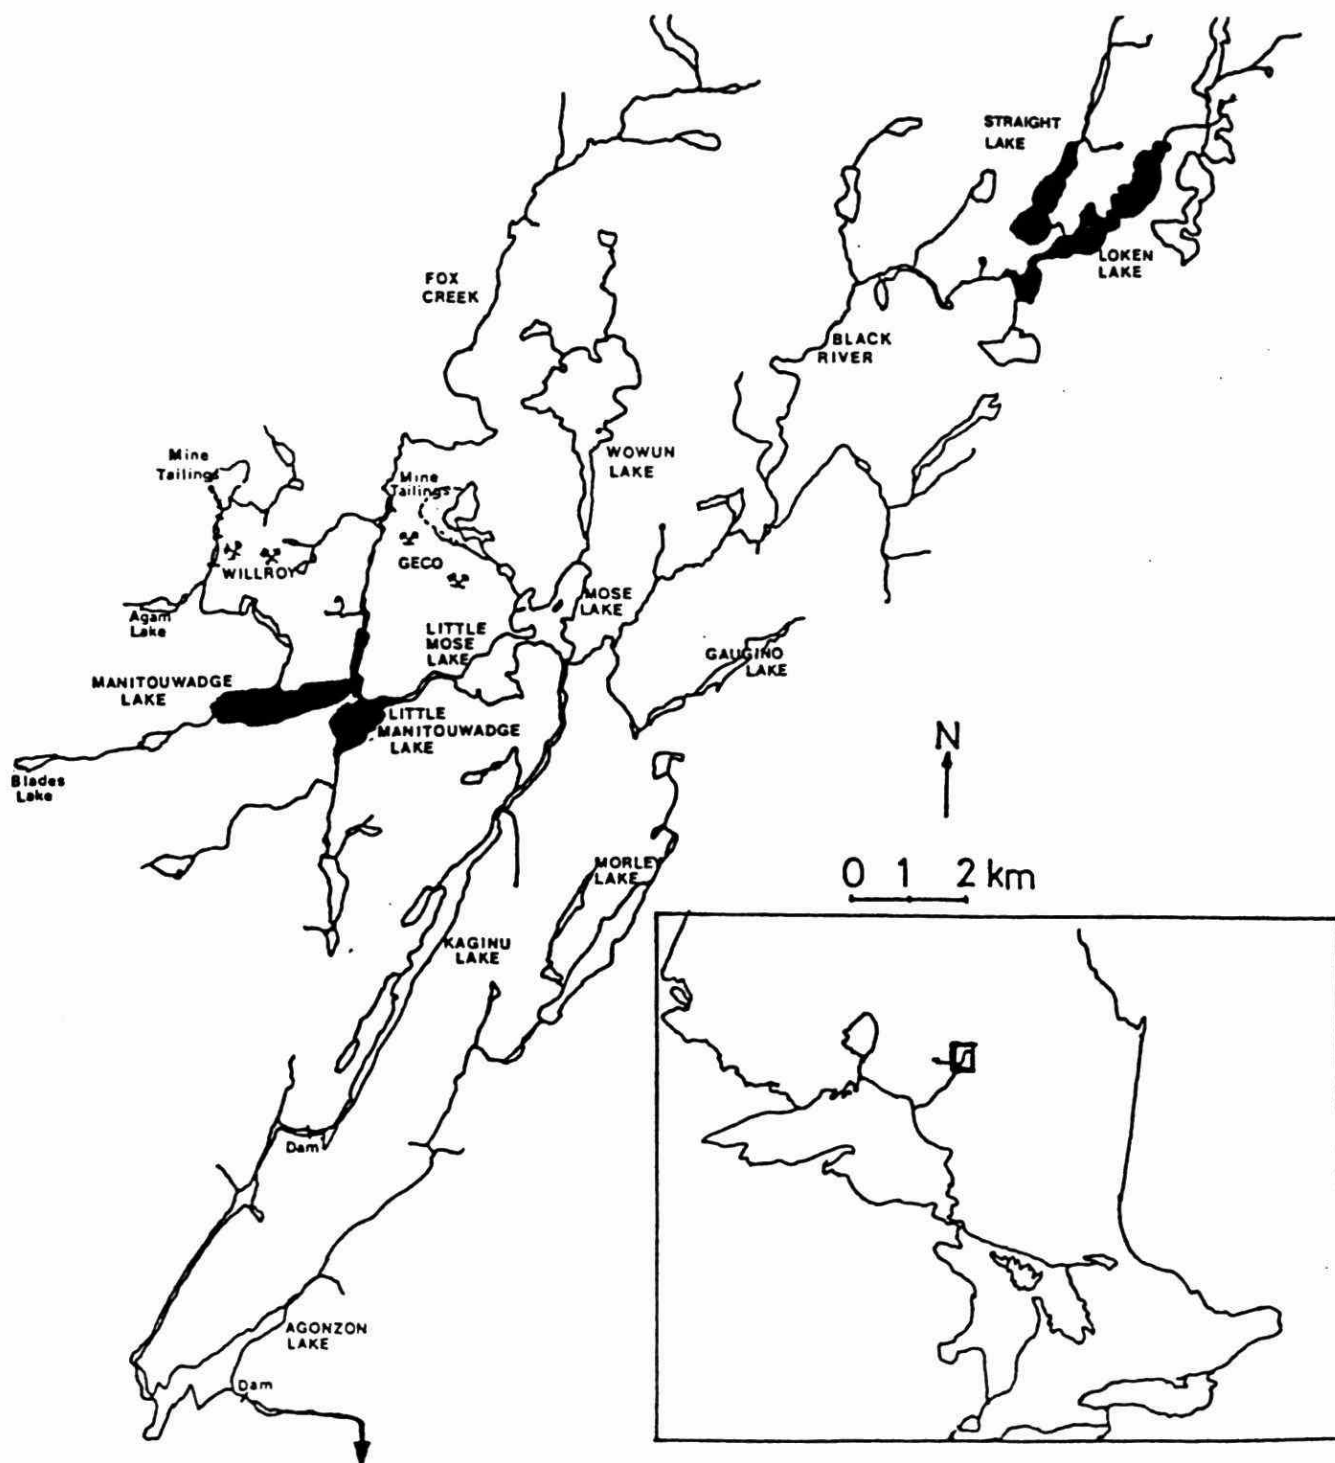 STRAIGHT
LAKE
LOKEN
LAKE
FOX
CREEK
BLACK
RIVER
WOWUN
LAKE
Mine
Tailings
Mine
Tailings
WILLROY
GECO
MOSE
LAKE
Agam
Lake
LITTLE
MOSE
LAKE
GAUGINO
LAKE
MANITOUWADGE
LAKE
LITTLE
MANITOUWADGE
LAKE
Blades
Lake
N
0 1 2 km
MORLEY
LAKE
KAGINU
LAKE
Dam
AGONZON
LAKE
Dam